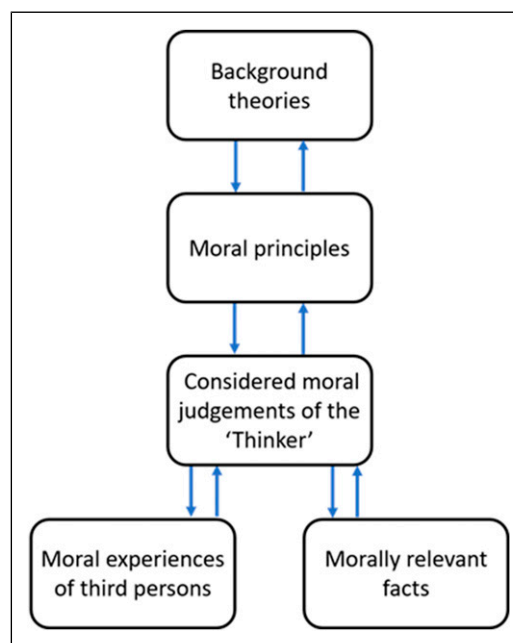 Background
theories
Moral principles
Considered moral
judgements of the
‘Thinker’
Moral experiences
of third persons
Morally relevant
facts